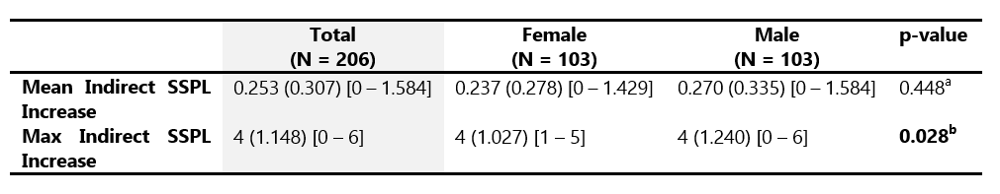 Total Female Male p-value
(N = 206) (N = 103) (N = 103)
Mean Indirect SSPL 0.253 (0.307) [0 – 1.584] 0.237 (0.278) [0 – 1.429] 0.270 (0.335) [0 – 1.584] 0.448ᵃ
Increase
Max Indirect SSPL 4 (1.148) [0 – 6] 4 (1.027) [1 – 5] 4 (1.240) [0 – 6] 0.028ᵇ
Increase